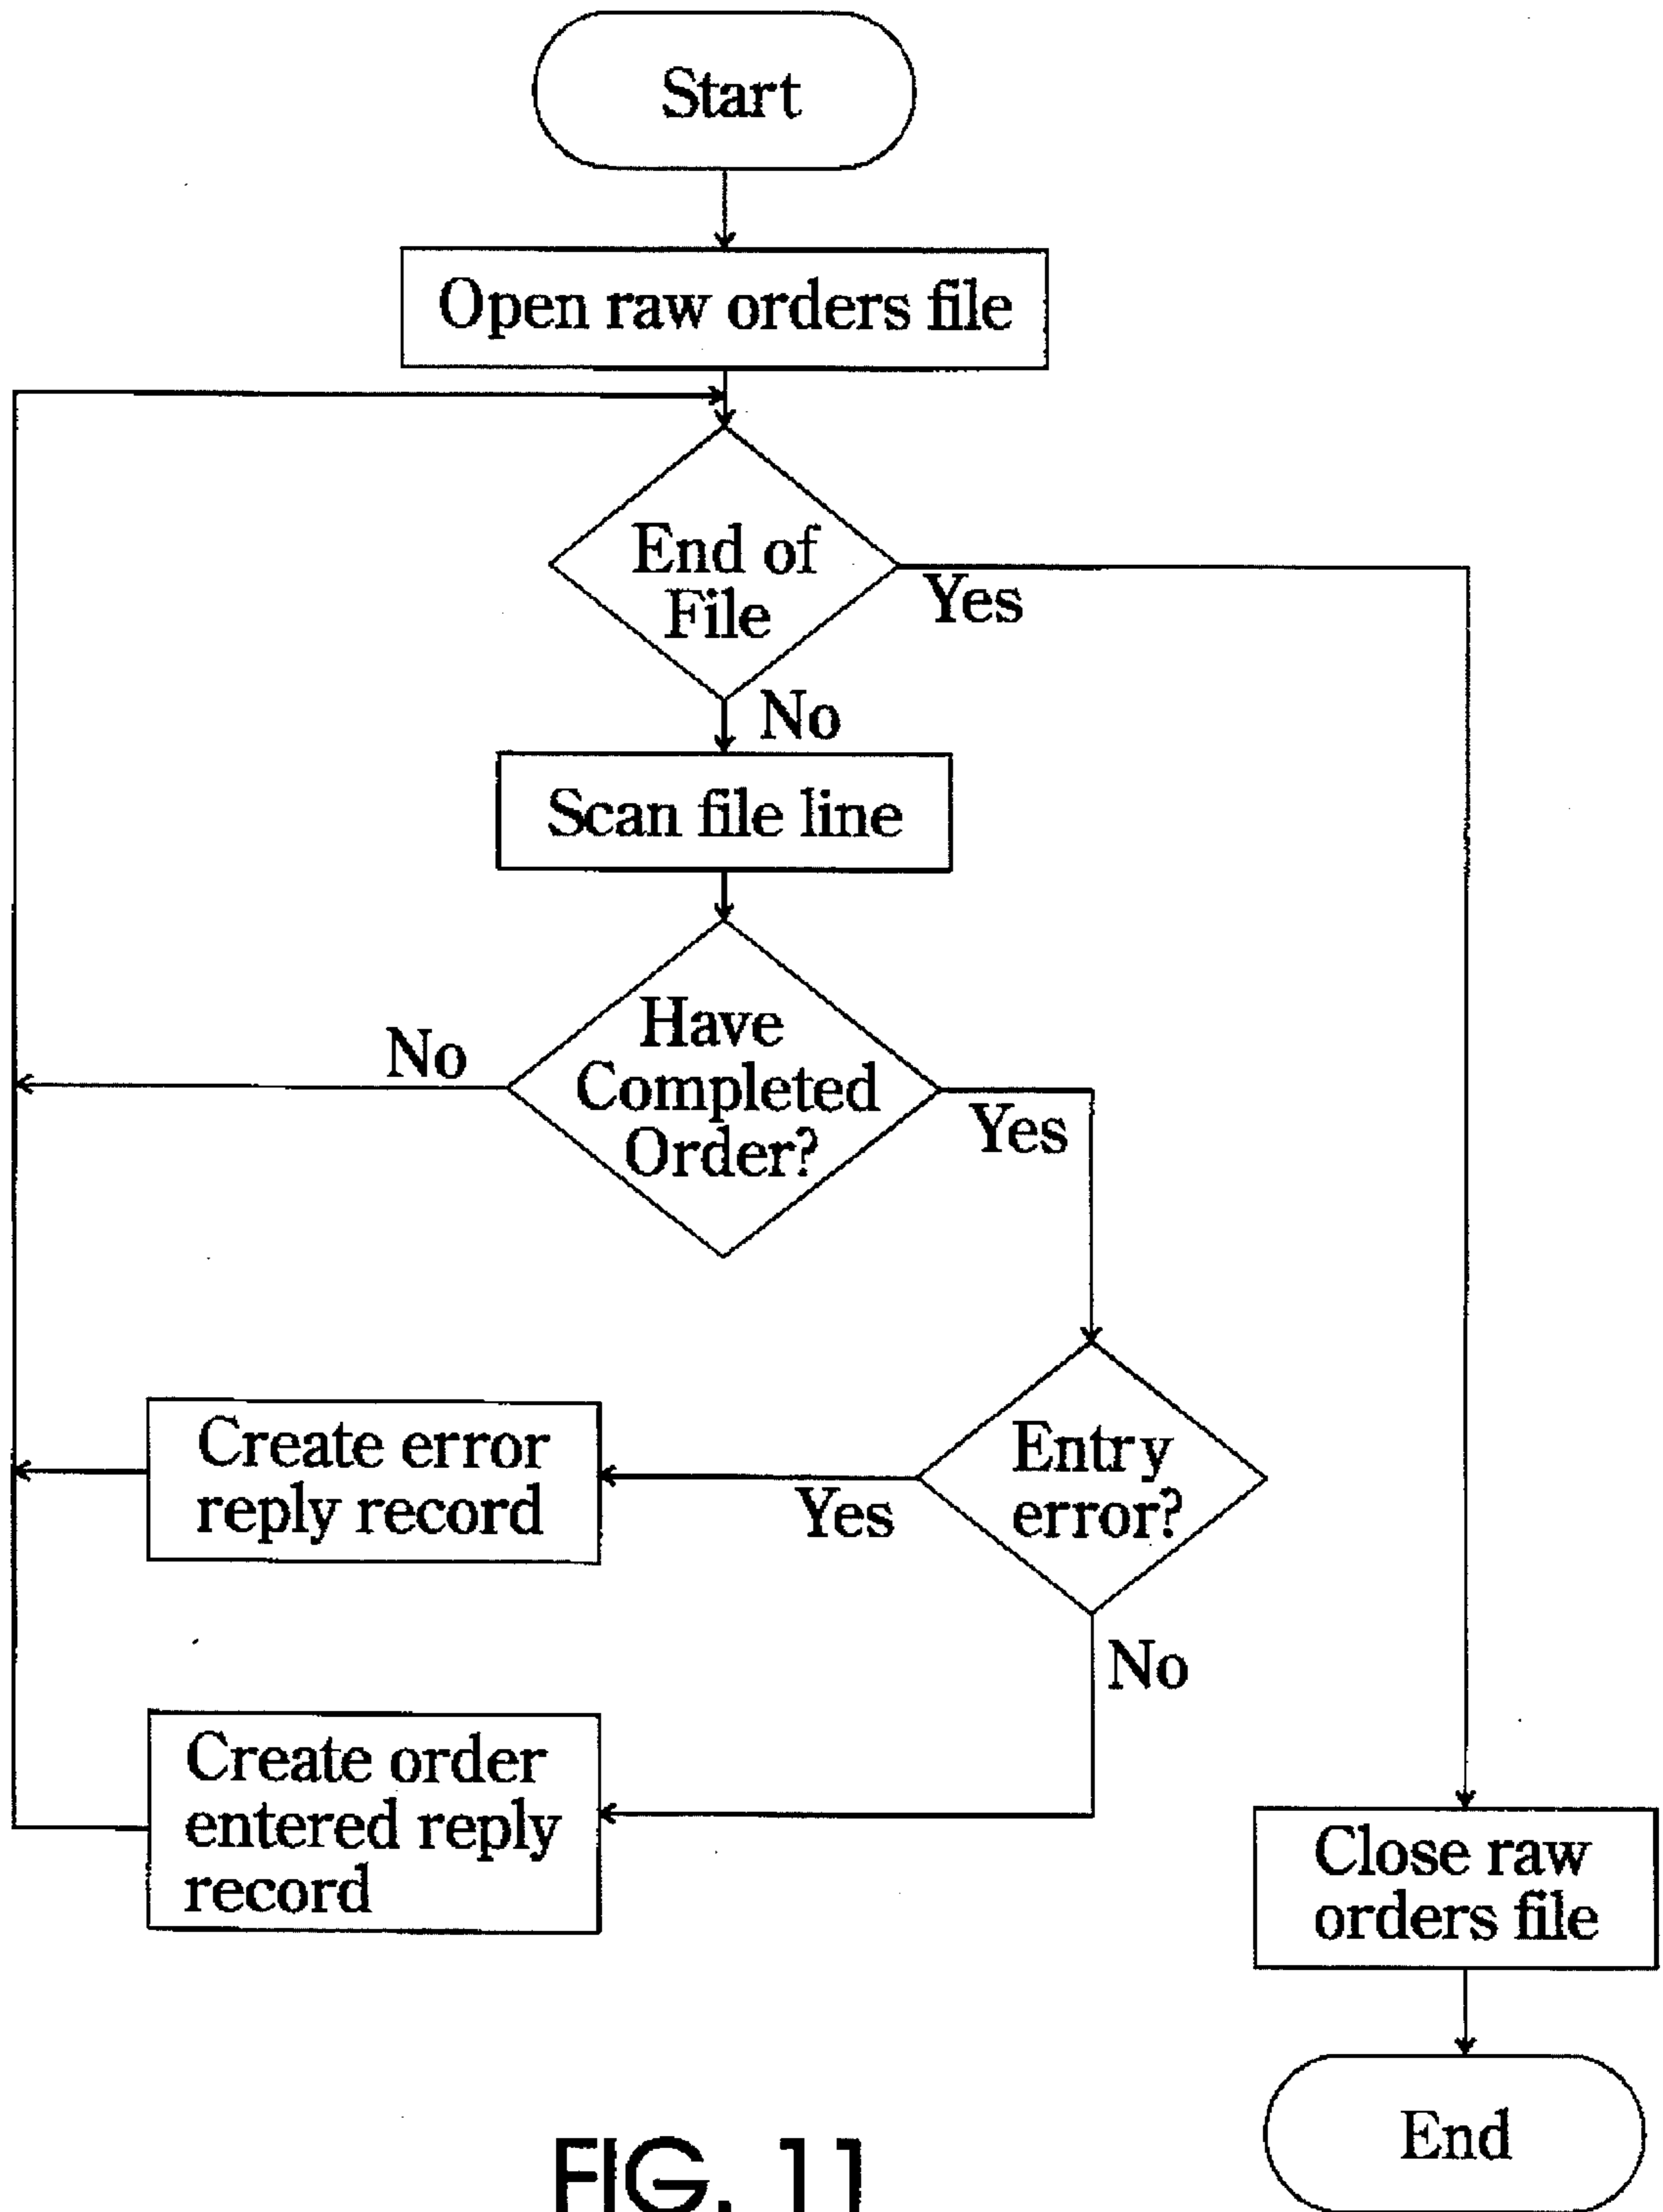 Start
Open raw orders file
End of
File
Yes
No
Scan file line
Have
Completed
Order?
No
Yes
Create error
reply record
Yes
Entry
error?
No
Create order
entered reply
record
Close raw
orders file
End
FIG. 11